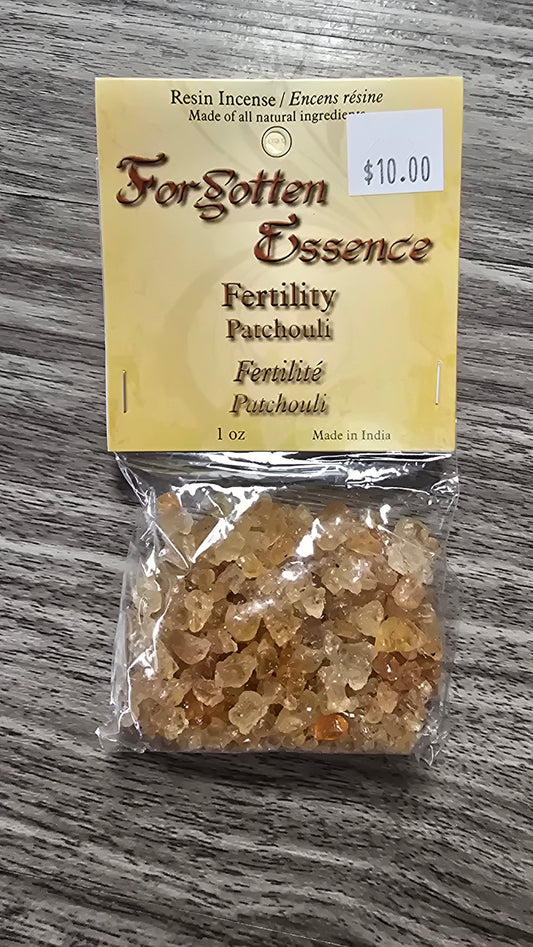 Resin Incense / Encens résine
Made of all natural
$10.00
Forgotten
Essence
Fertility
Patchouli
Fertilité
Patchouli
1 oz Made in India